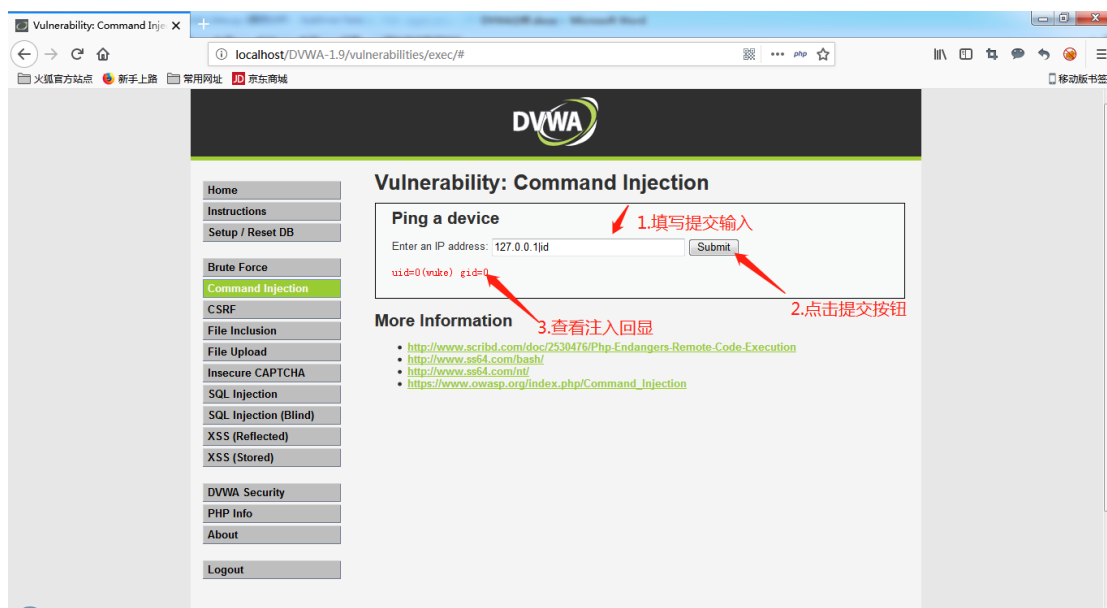 Vulnerability: Command Inje
localhost/DVWA-1.9/vulnerabilities/exec/#
php
火狐官方站点
新手上路
常用网址
JD 京东商城
移动版书签
DVWA
Home
Instructions
Setup / Reset DB
Brute Force
Command Injection
CSRF
File Inclusion
File Upload
Insecure CAPTCHA
SQL Injection
SQL Injection (Blind)
XSS (Reflected)
XSS (Stored)
DVWA Security
PHP Info
About
Logout
Vulnerability: Command Injection
Ping a device
1.填写提交输入
Enter an IP address: 127.0.0.1|id Submit
uid=0(wuke) gid=0
2.点击提交按钮
3.查看注入回显
More Information
http://www.scribd.com/doc/2530476/Php-Endangers-Remote-Code-Execution
http://www.ss64.com/bash/
http://www.ss64.com/nt/
https://www.owasp.org/index.php/Command_Injection